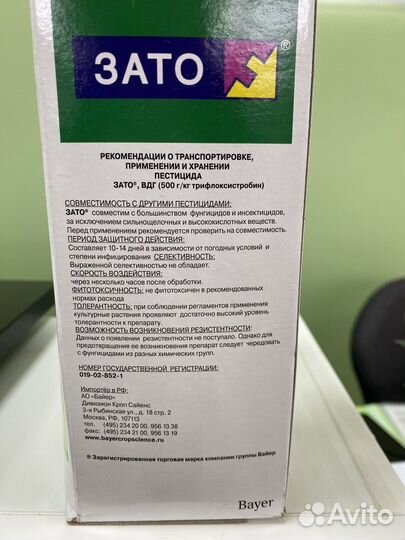 ЗАТО ®
РЕКОМЕНДАЦИИ О ТРАНСПОРТИРОВКЕ,
ПРИМЕНЕНИИ И ХРАНЕНИИ
ПЕСТИЦИДА
ЗАТО®, ВДГ (500 г/кг трифлоксистробин)
СОВМЕСТИМОСТЬ С ДРУГИМИ ПЕСТИЦИДАМИ:
ЗАТО® совместим с большинством фунгицидов и инсектицидов,
за исключением сильнощелочных и высококислотных веществ.
Перед применением рекомендуется проверить на совместимость.
ПЕРИОД ЗАЩИТНОГО ДЕЙСТВИЯ:
Составляет 10-14 дней в зависимости от погодных условий и
степени инфицирования СЕЛЕКТИВНОСТЬ:
Выраженной селективностью не обладает.
СКОРОСТЬ ВОЗДЕЙСТВИЯ:
через несколько часов после обработки.
ФИТОТОКСИЧНОСТЬ: не фитотоксичен в рекомендованных
нормах расхода
ТОЛЕРАНТНОСТЬ: при соблюдении регламентов применения
культурные растения проявляют достаточно высокий уровень
толерантности к препарату.
ВОЗМОЖНОСТЬ ВОЗНИКНОВЕНИЯ РЕЗИСТЕНТНОСТИ:
Данных о появлении резистентности не поступало. Однако для
предотвращения ее возникновения препарат следует чередовать
с фунгицидами из разных химических групп.
НОМЕР ГОСУДАРСТВЕННОЙ РЕГИСТРАЦИИ:
019-02-852-1
Импортёр в РФ:
АО «Байер»
Дивизион Кроп Сайенс
3-я Рыбинская ул., д. 18 стр. 2
Москва, РФ, 107113
тел. (495) 234 20 00, 956 13 38
факс: (495) 234 21 00, 956 13 19
www.bayercropscience.ru
® Зарегистрированная торговая марка компании группы Байер
Bayer
Avito